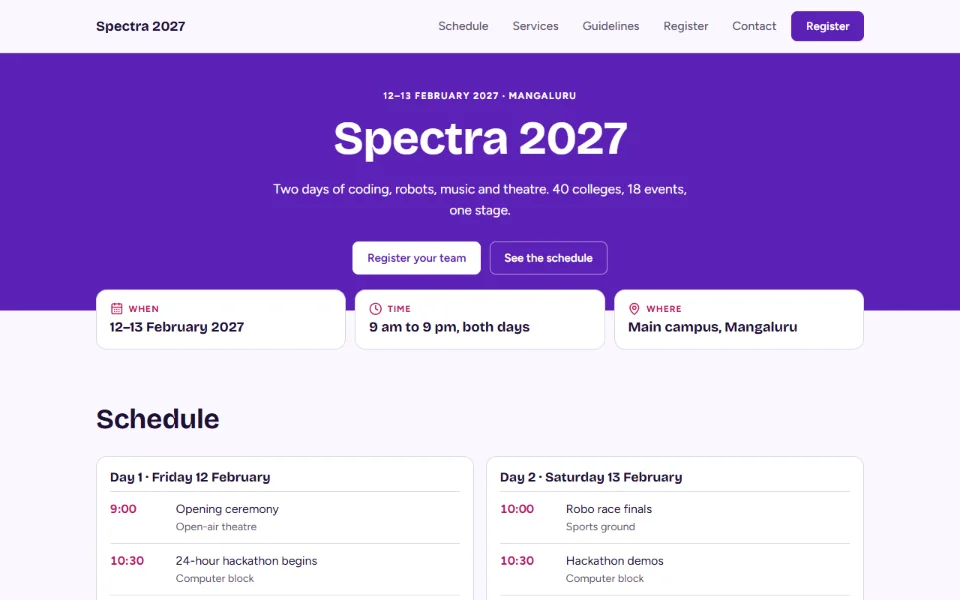 Spectra 2027
Schedule
Services
Guidelines
Register
Contact
Register
12–13 FEBRUARY 2027 · MANGALURU
Spectra 2027
Two days of coding, robots, music and theatre. 40 colleges, 18 events,
one stage.
Register your team
See the schedule
WHEN
12–13 February 2027
TIME
9 am to 9 pm, both days
WHERE
Main campus, Mangaluru
Schedule
Day 1 · Friday 12 February
9:00
Opening ceremony
Open-air theatre
10:30
24-hour hackathon begins
Computer block
Day 2 · Saturday 13 February
10:00
Robo race finals
Sports ground
10:30
Hackathon demos
Computer block